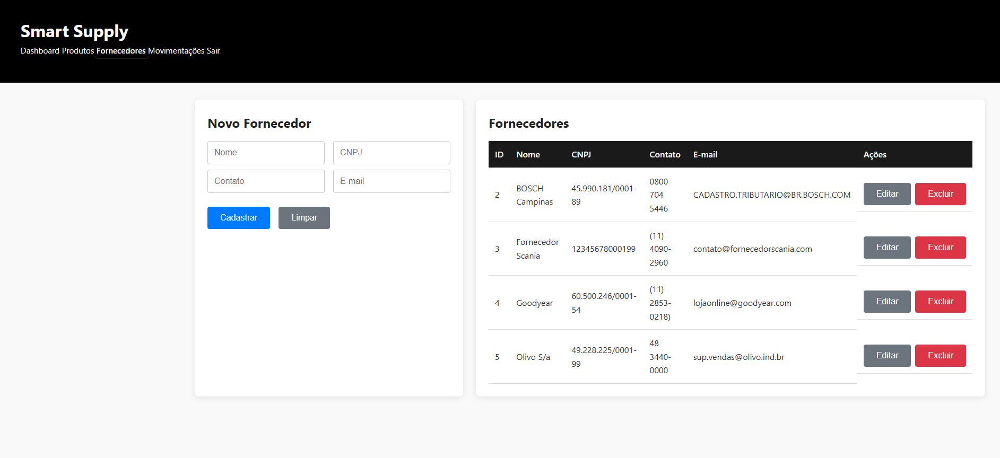 Smart Supply
Dashboard Produtos Fornecedores Movimentações Sair
Novo Fornecedor
Nome
CNPJ
Contato
E-mail
Cadastrar
Limpar
Fornecedores
ID Nome CNPJ Contato E-mail Ações
2
BOSCH
Campinas
45.990.181/0001-
89
0800
704
5446
CADASTRO.TRIBUTARIO@BR.BOSCH.COM
Editar
Excluir
3
Fornecedor
Scania
12345678000199
(11)
4090-
2960
contato@fornecedorscania.com
Editar
Excluir
4
Goodyear
60.500.246/0001-
54
(11)
2853-
0218)
lojaonline@goodyear.com
Editar
Excluir
5
Olivo S/a
49.228.225/0001-
99
48
3440-
0000
sup.vendas@olivo.ind.br
Editar
Excluir